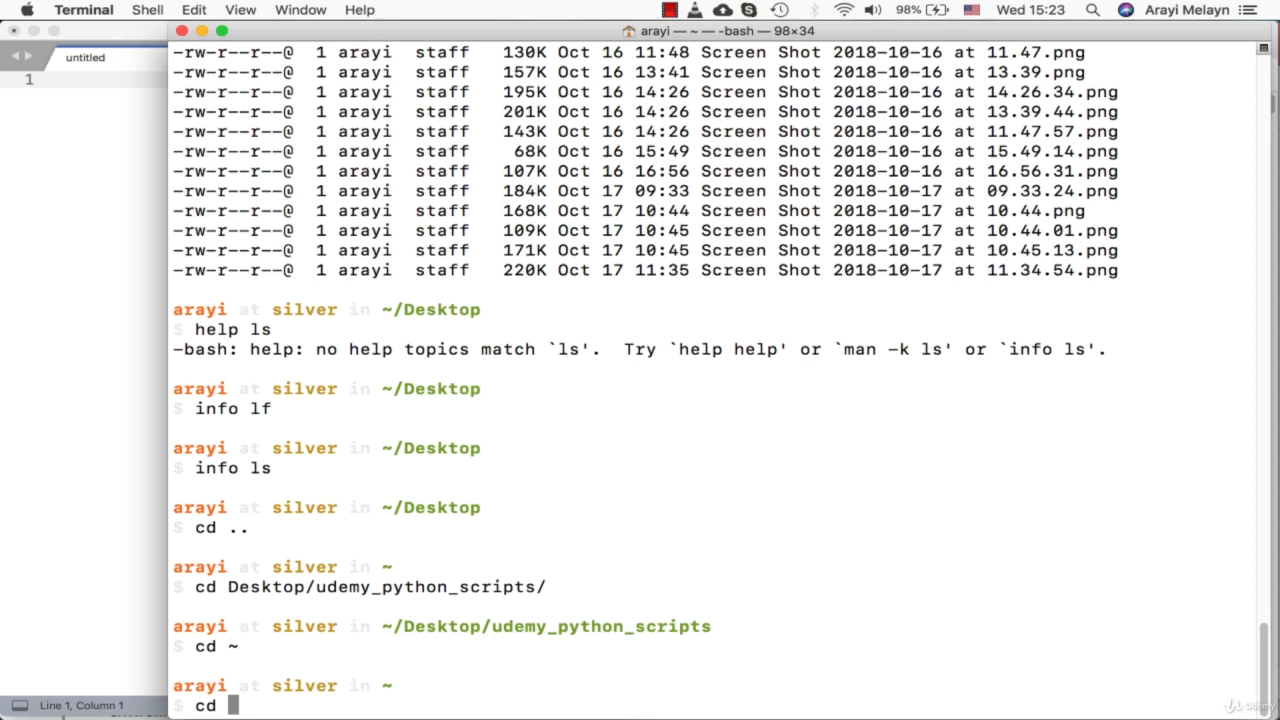 Terminal Shell Edit View Window Help 98% Wed 15:23 Arayi Melayn
arayi — ~ — -bash — 98×34
untitled
1
-rw-r--r--@ 1 arayi staff 130K Oct 16 11:48 Screen Shot 2018-10-16 at 11.47.png
-rw-r--r--@ 1 arayi staff 157K Oct 16 13:41 Screen Shot 2018-10-16 at 13.39.png
-rw-r--r--@ 1 arayi staff 195K Oct 16 14:26 Screen Shot 2018-10-16 at 14.26.34.png
-rw-r--r--@ 1 arayi staff 201K Oct 16 14:26 Screen Shot 2018-10-16 at 13.39.44.png
-rw-r--r--@ 1 arayi staff 143K Oct 16 14:26 Screen Shot 2018-10-16 at 11.47.57.png
-rw-r--r--@ 1 arayi staff 68K Oct 16 15:49 Screen Shot 2018-10-16 at 15.49.14.png
-rw-r--r--@ 1 arayi staff 107K Oct 16 16:56 Screen Shot 2018-10-16 at 16.56.31.png
-rw-r--r--@ 1 arayi staff 184K Oct 17 09:33 Screen Shot 2018-10-17 at 09.33.24.png
-rw-r--r--@ 1 arayi staff 168K Oct 17 10:44 Screen Shot 2018-10-17 at 10.44.png
-rw-r--r--@ 1 arayi staff 109K Oct 17 10:45 Screen Shot 2018-10-17 at 10.44.01.png
-rw-r--r--@ 1 arayi staff 171K Oct 17 10:45 Screen Shot 2018-10-17 at 10.45.13.png
-rw-r--r--@ 1 arayi staff 220K Oct 17 11:35 Screen Shot 2018-10-17 at 11.34.54.png
arayi at silver in ~/Desktop
$ help ls
-bash: help: no help topics match `ls'. Try `help help' or `man -k ls' or `info ls'.
arayi at silver in ~/Desktop
$ info lf
arayi at silver in ~/Desktop
$ info ls
arayi at silver in ~/Desktop
$ cd ..
arayi at silver in ~
$ cd Desktop/udemy_python_scripts/
arayi at silver in ~/Desktop/udemy_python_scripts
$ cd ~
arayi at silver in ~
$ cd
Line 1, Column 1
Udemy